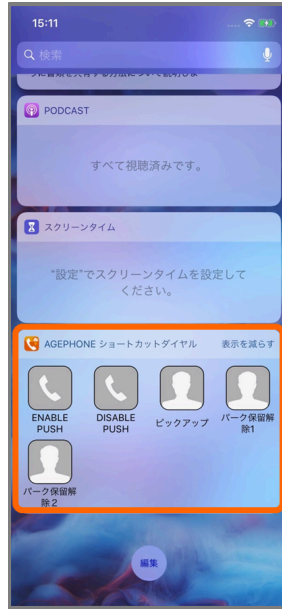 15:11
検索
PODCAST
すべて視聴済みです。
スクリーンタイム
"設定"でスクリーンタイムを設定して
ください。
AGEPHONE ショートカットダイヤル 表示を減らす
ENABLE PUSH
DISABLE PUSH
ピックアップ
パーク保留解
除1
パーク保留解
除2
編集